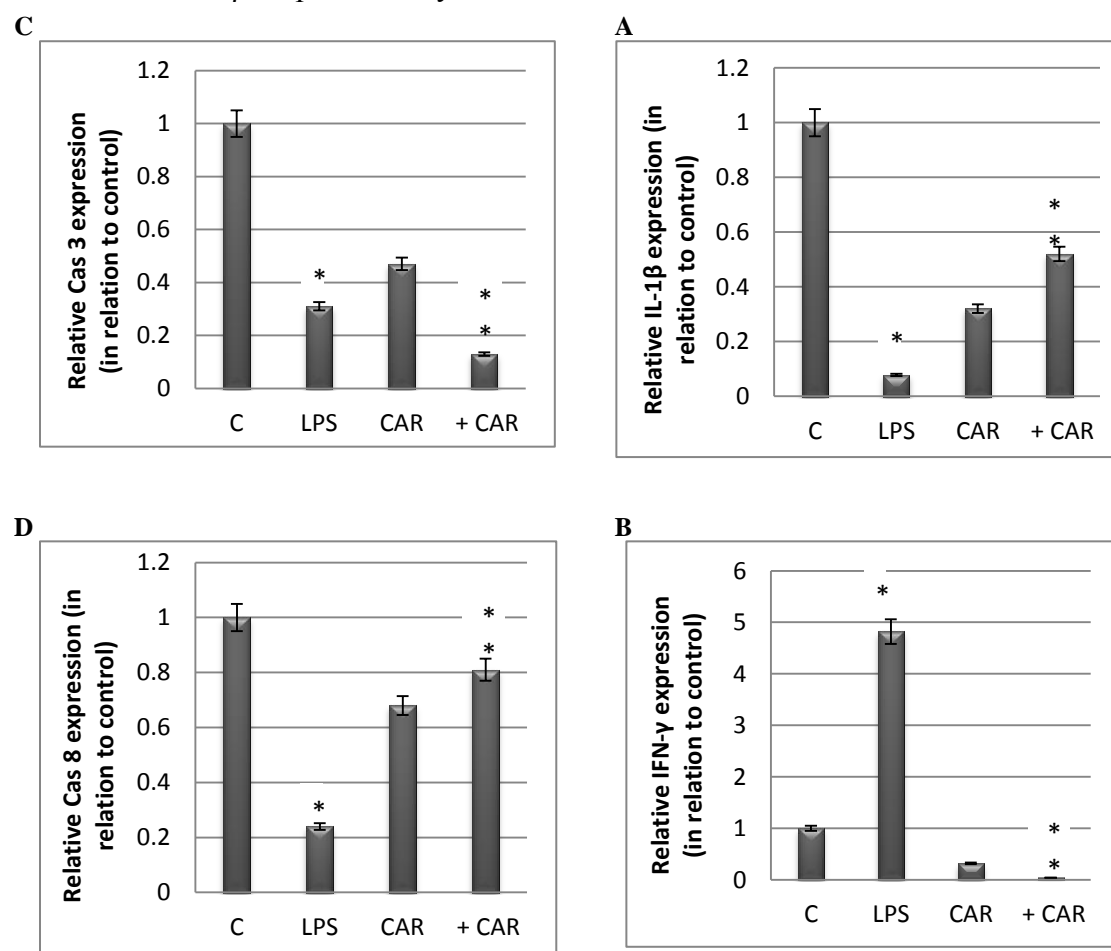 C
1.2
1
0.8
0.6
0.4
0.2
0
Relative Cas 3 expression
(in relation to control)
*
*
*
C LPS CAR + CAR
A
1.2
1
0.8
0.6
0.4
0.2
0
Relative IL-1β expression (in
relation to control)
*
*
*
C LPS CAR + CAR
D
1.2
1
0.8
0.6
0.4
0.2
0
Relative Cas 8 expression (in
relation to control)
*
*
*
C LPS CAR + CAR
B
6
5
4
3
2
1
0
Relative IFN-γ expression
(in relation to control)
*
*
*
C LPS CAR + CAR